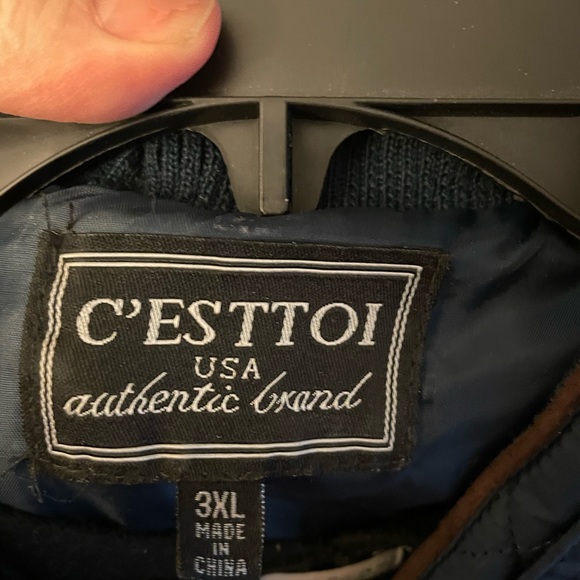 C'ESTTOI
USA
authentic brand
3XL
MADE
IN
CHINA